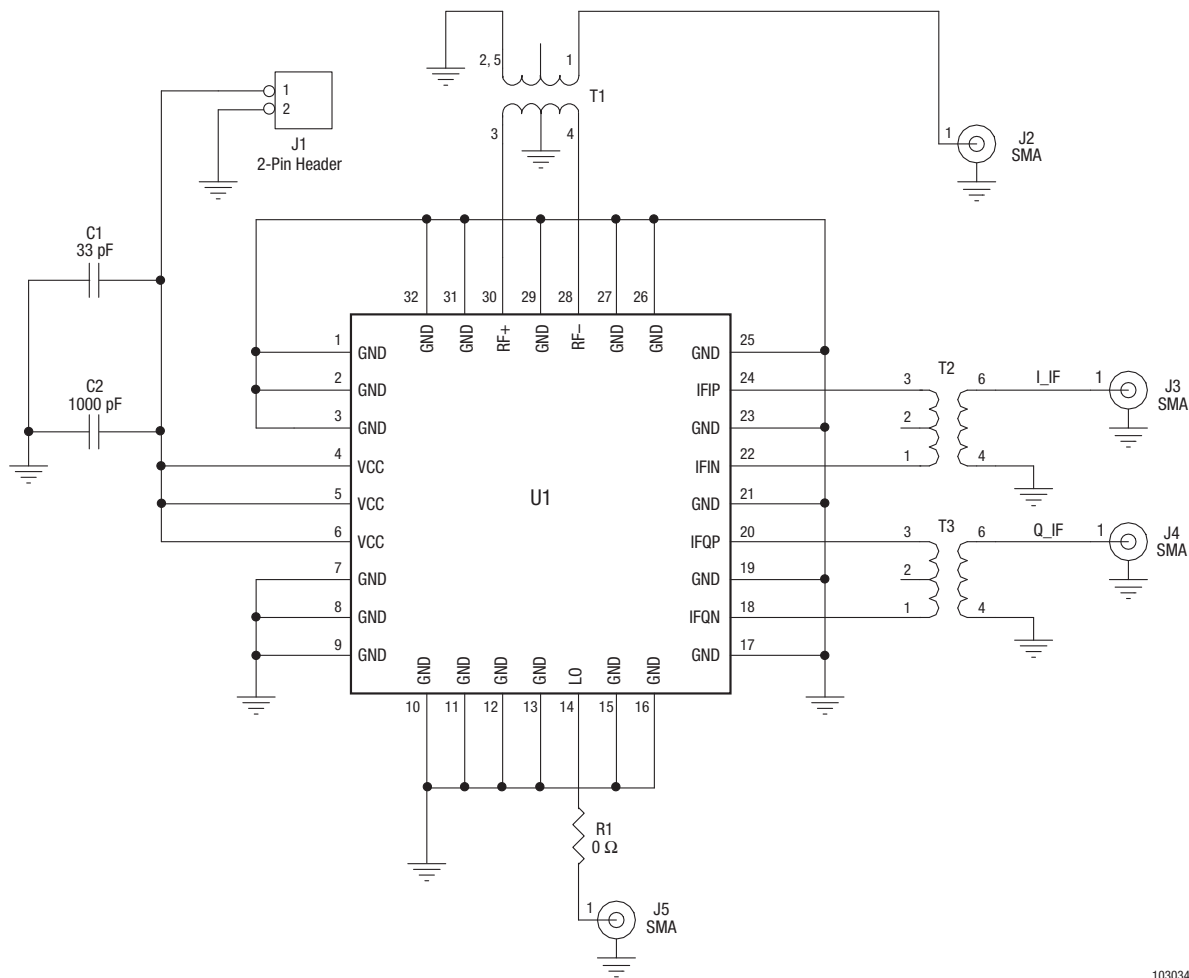 2, 5
1
T1
3
4
1
2
J1
2-Pin Header
1
J2
SMA
C1
33 pF
C2
1000 pF
32
31
30
29
28
27
26
GND
GND
RF+
GND
RF–
GND
GND
1
GND
2
GND
3
GND
4
VCC
5
VCC
6
VCC
7
GND
8
GND
9
GND
U1
GND
25
IFIP
24
GND
23
IFIN
22
GND
21
IFQP
20
GND
19
IFQN
18
GND
17
T2
3
2
1
6
4
I_IF
1
J3
SMA
T3
3
2
1
6
4
Q_IF
1
J4
SMA
GND
GND
GND
GND
LO
GND
GND
10
11
12
13
14
15
16
R1
0 Ω
1
J5
SMA
103034